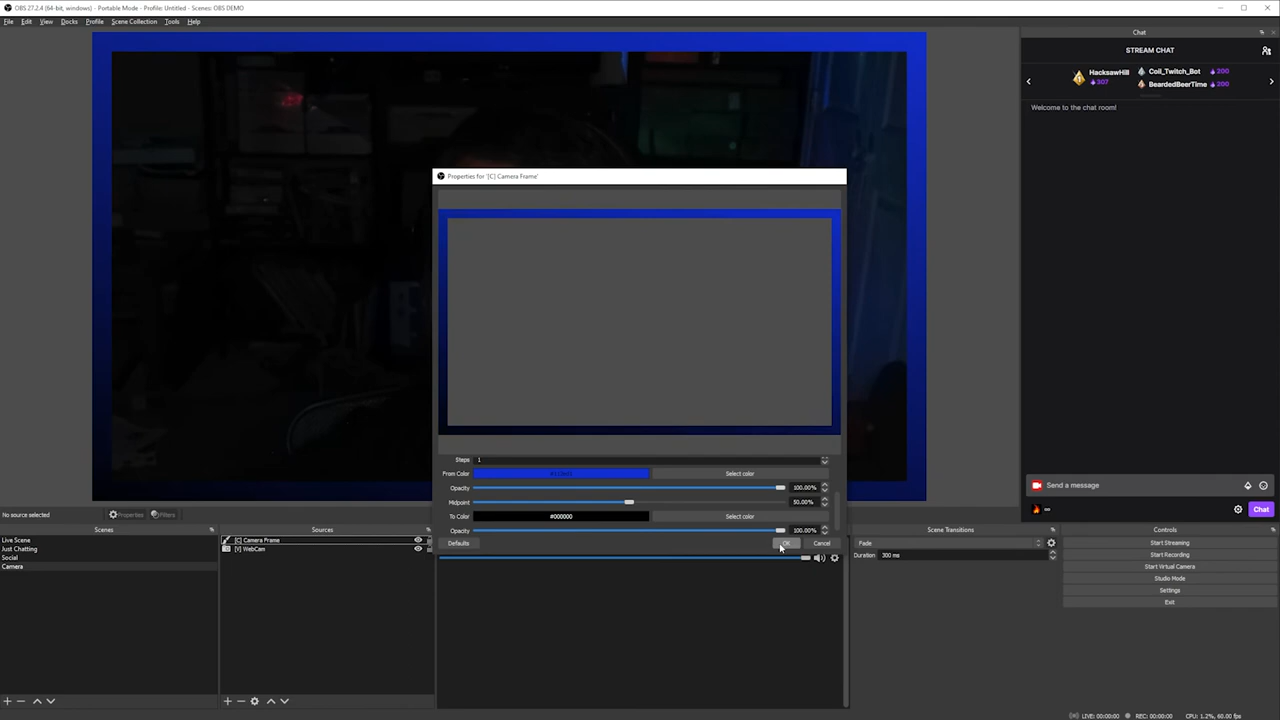 OBS 27.2.4 (64-bit, windows) - Portable Mode - Profile: Untitled - Scenes: OBS DEMO
File Edit View Docks Profile Scene Collection Tools Help
Chat
STREAM CHAT
HacksawHill
307
Coil_Twitch_Bot 200
BeardedBeerTime 200
Welcome to the chat room!
Properties for '[C] Camera Frame'
Steps 1
From Color Select color
Opacity 100.00%
Midpoint 50.00%
To Color #000000 Select color
Opacity 100.00%
Defaults OK Cancel
Send a message
Chat
No source selected Properties Filters
Scenes
Live Scene
Just Chatting
Social
Camera
Sources
[C] Camera Frame
[V] WebCam
Scene Transitions
Fade
Duration 300 ms
Controls
Start Streaming
Start Recording
Start Virtual Camera
Studio Mode
Settings
Exit
LIVE: 00:00:00 REC: 00:00:00 CPU: 1.2%, 60.00 fps